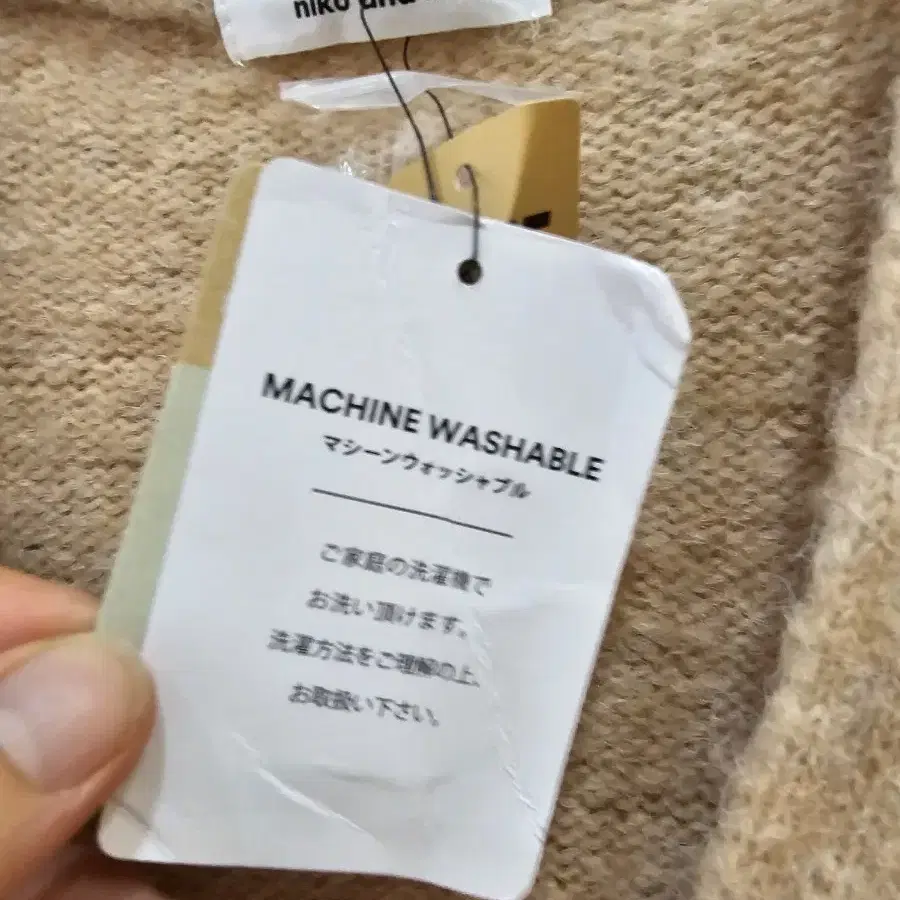 niko and
MACHINE WASHABLE
マシーンウォッシャブル
ご家庭の洗濯機で
お洗い頂けます。
洗濯方法をご理解の上、
お取扱い下さい。